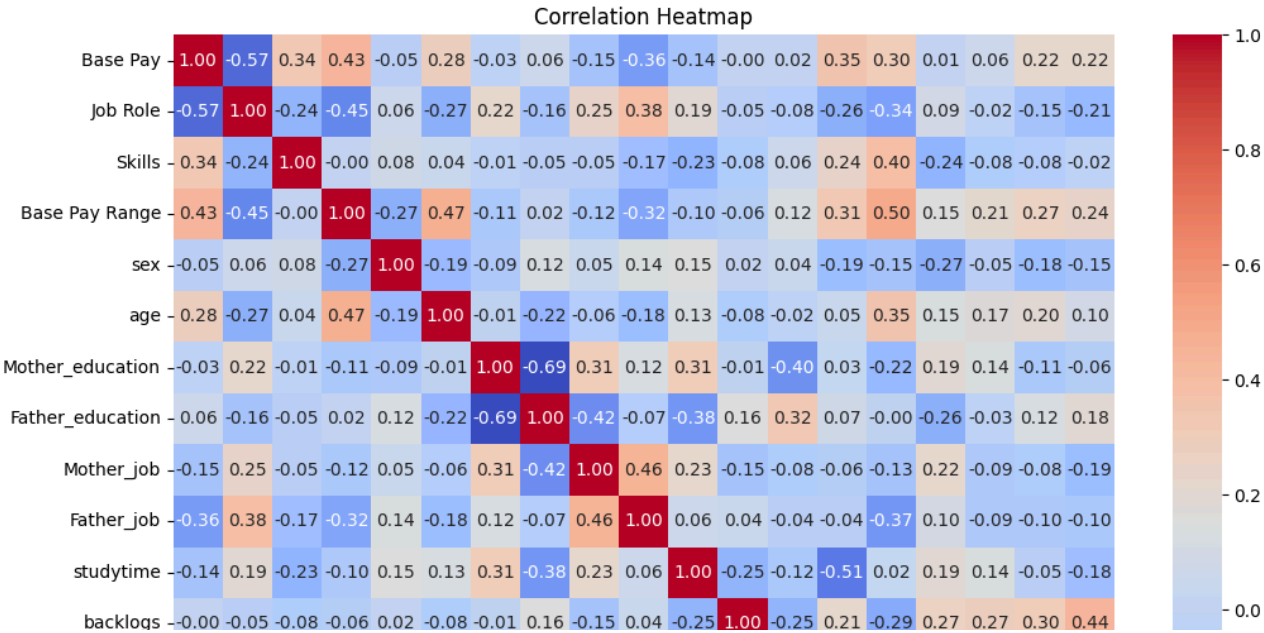 Correlation Heatmap
Base Pay 1.00 -0.57 0.34 0.43 -0.05 0.28 -0.03 0.06 -0.15 -0.36 -0.14 -0.00 0.02 0.35 0.30 0.01 0.06 0.22 0.22
Job Role -0.57 1.00 -0.24 -0.45 0.06 -0.27 0.22 -0.16 0.25 0.38 0.19 -0.05 -0.08 -0.26 -0.34 0.09 -0.02 -0.15 -0.21
Skills 0.34 -0.24 1.00 -0.00 0.08 0.04 -0.01 -0.05 -0.05 -0.17 -0.23 -0.08 0.06 0.24 0.40 -0.24 -0.08 -0.08 -0.02
Base Pay Range 0.43 -0.45 -0.00 1.00 -0.27 0.47 -0.11 0.02 -0.12 -0.32 -0.10 -0.06 0.12 0.31 0.50 0.15 0.21 0.27 0.24
sex -0.05 0.06 0.08 -0.27 1.00 -0.19 -0.09 0.12 0.05 0.14 0.15 0.02 0.04 -0.19 -0.15 -0.27 -0.05 -0.18 -0.15
age 0.28 -0.27 0.04 0.47 -0.19 1.00 -0.01 -0.22 -0.06 -0.18 0.13 -0.08 -0.02 0.05 0.35 0.15 0.17 0.20 0.10
Mother_education -0.03 0.22 -0.01 -0.11 -0.09 -0.01 1.00 -0.69 0.31 0.12 0.31 -0.01 -0.40 0.03 -0.22 0.19 0.14 -0.11 -0.06
Father_education 0.06 -0.16 -0.05 0.02 0.12 -0.22 -0.69 1.00 -0.42 -0.07 -0.38 0.16 0.32 0.07 -0.00 -0.26 -0.03 0.12 0.18
Mother_job -0.15 0.25 -0.05 -0.12 0.05 -0.06 0.31 -0.42 1.00 0.46 0.23 -0.15 -0.08 -0.06 -0.13 0.22 -0.09 -0.08 -0.19
Father_job -0.36 0.38 -0.17 -0.32 0.14 -0.18 0.12 -0.07 0.46 1.00 0.06 0.04 -0.04 -0.04 -0.37 0.10 -0.09 -0.10 -0.10
studytime -0.14 0.19 -0.23 -0.10 0.15 0.13 0.31 -0.38 0.23 0.06 1.00 -0.25 -0.12 -0.51 0.02 0.19 0.14 -0.05 -0.18
backlogs -0.00 -0.05 -0.08 -0.06 0.02 -0.08 -0.01 0.16 -0.15 0.04 -0.25 1.00 -0.25 0.21 -0.29 0.27 0.27 0.30 0.44
1.0
0.8
0.6
0.4
0.2
0.0